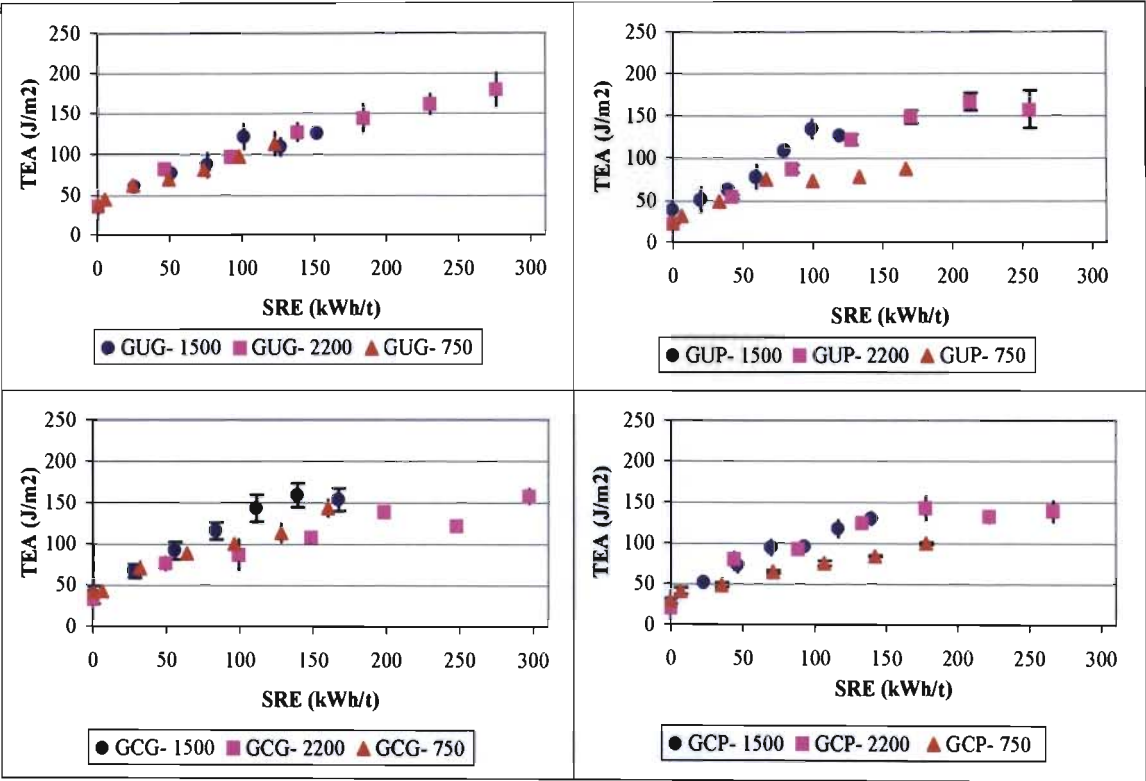 250
200
150
100
50
0
TEA (J/m2)
0 50 100 150 200 250 300
SRE (kWh/t)
GUG- 1500 GUG- 2200 GUG- 750
250
200
150
100
50
0
TEA (J/m2)
0 50 100 150 200 250 300
SRE (kWh/t)
GUP- 1500 GUP- 2200 GUP- 750
250
200
150
100
50
0
TEA (J/m2)
0 50 100 150 200 250 300
SRE (kWh/t)
GCG- 1500 GCG- 2200 GCG- 750
250
200
150
100
50
0
TEA (J/m2)
0 50 100 150 200 250 300
SRE (kWh/t)
GCP- 1500 GCP- 2200 GCP- 750